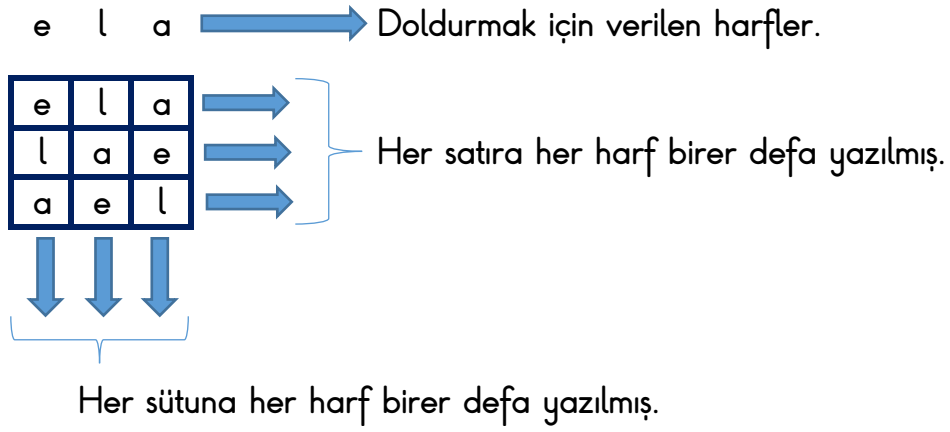 e l a Doldurmak için verilen harfler.
e l a
l a e Her satıra her harf birer defa yazılmış.
a e l
Her sütuna her harf birer defa yazılmış.